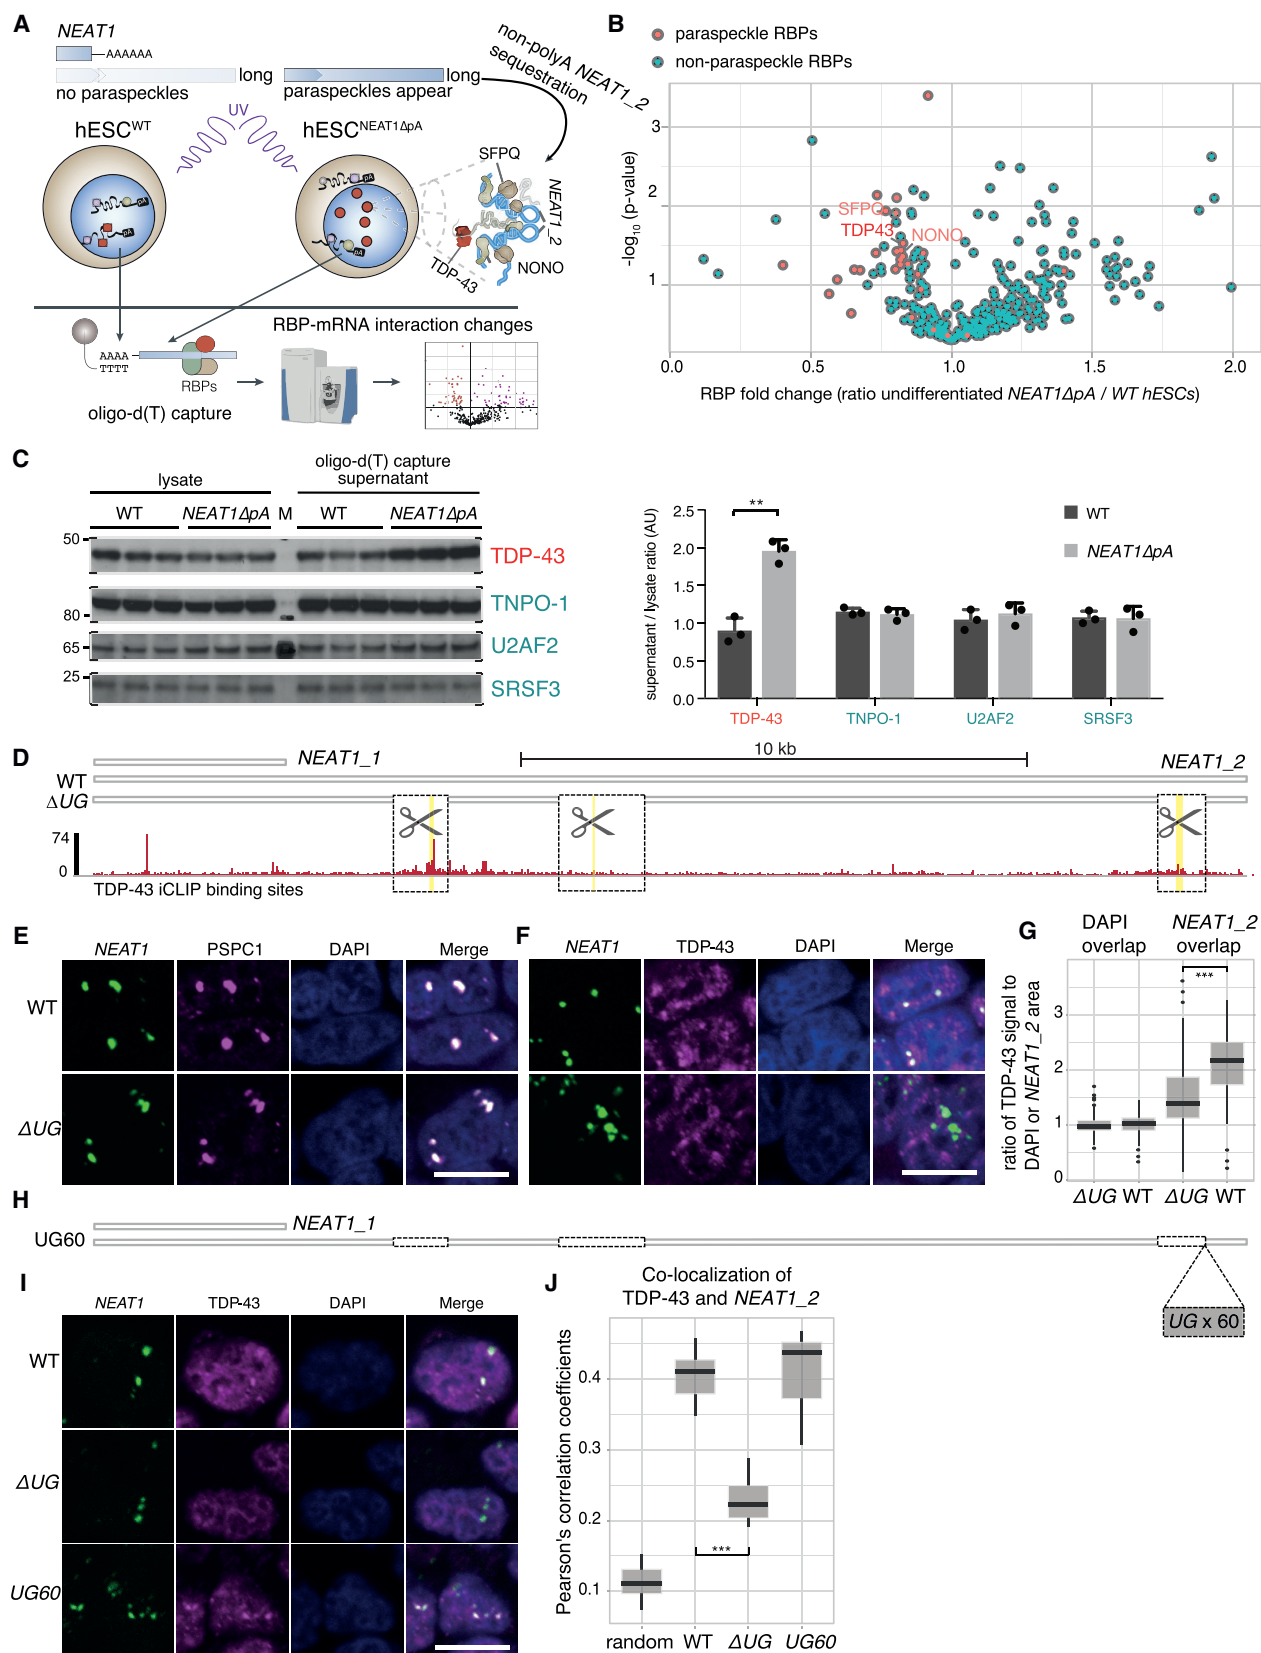 A
NEAT1
AAAAAA
long
no paraspeckles
long
paraspeckles appear
non-polyA NEAT1_2
sequestration
UV
hESCWT
hESCNEAT1ΔpA
pA
pA
pA
pA
SFPQ
NEAT1_2
TDP-43
NONO
AAAA
TTTT
RBPs
oligo-d(T) capture
RBP-mRNA interaction changes
B
paraspeckle RBPs
non-paraspeckle RBPs
-log10 (p-value)
3
2
1
SFPQ
TDP43
NONO
0.0 0.5 1.0 1.5 2.0
RBP fold change (ratio undifferentiated NEAT1ΔpA / WT hESCs)
C
lysate
oligo-d(T) capture
supernatant
WT NEAT1ΔpA M WT NEAT1ΔpA
50
TDP-43
80
TNPO-1
65
U2AF2
25
SRSF3
supernatant / lysate ratio (AU)
2.5
2.0
1.5
1.0
0.5
0.0
**
WT
NEAT1ΔpA
TDP-43 TNPO-1 U2AF2 SRSF3
D
NEAT1_1
10 kb
NEAT1_2
WT
ΔUG
74
0
TDP-43 iCLIP binding sites
E
NEAT1 PSPC1 DAPI Merge
WT
ΔUG
F
NEAT1 TDP-43 DAPI Merge
G
DAPI
overlap
NEAT1_2
overlap
***
ratio of TDP-43 signal to
DAPI or NEAT1_2 area
3
2
1
0
ΔUG WT ΔUG WT
H
NEAT1_1
UG60
UG x 60
I
NEAT1 TDP-43 DAPI Merge
WT
ΔUG
UG60
J
Co-localization of
TDP-43 and NEAT1_2
Pearson's correlation coefficients
0.4
0.3
0.2
0.1
***
random WT ΔUG UG60